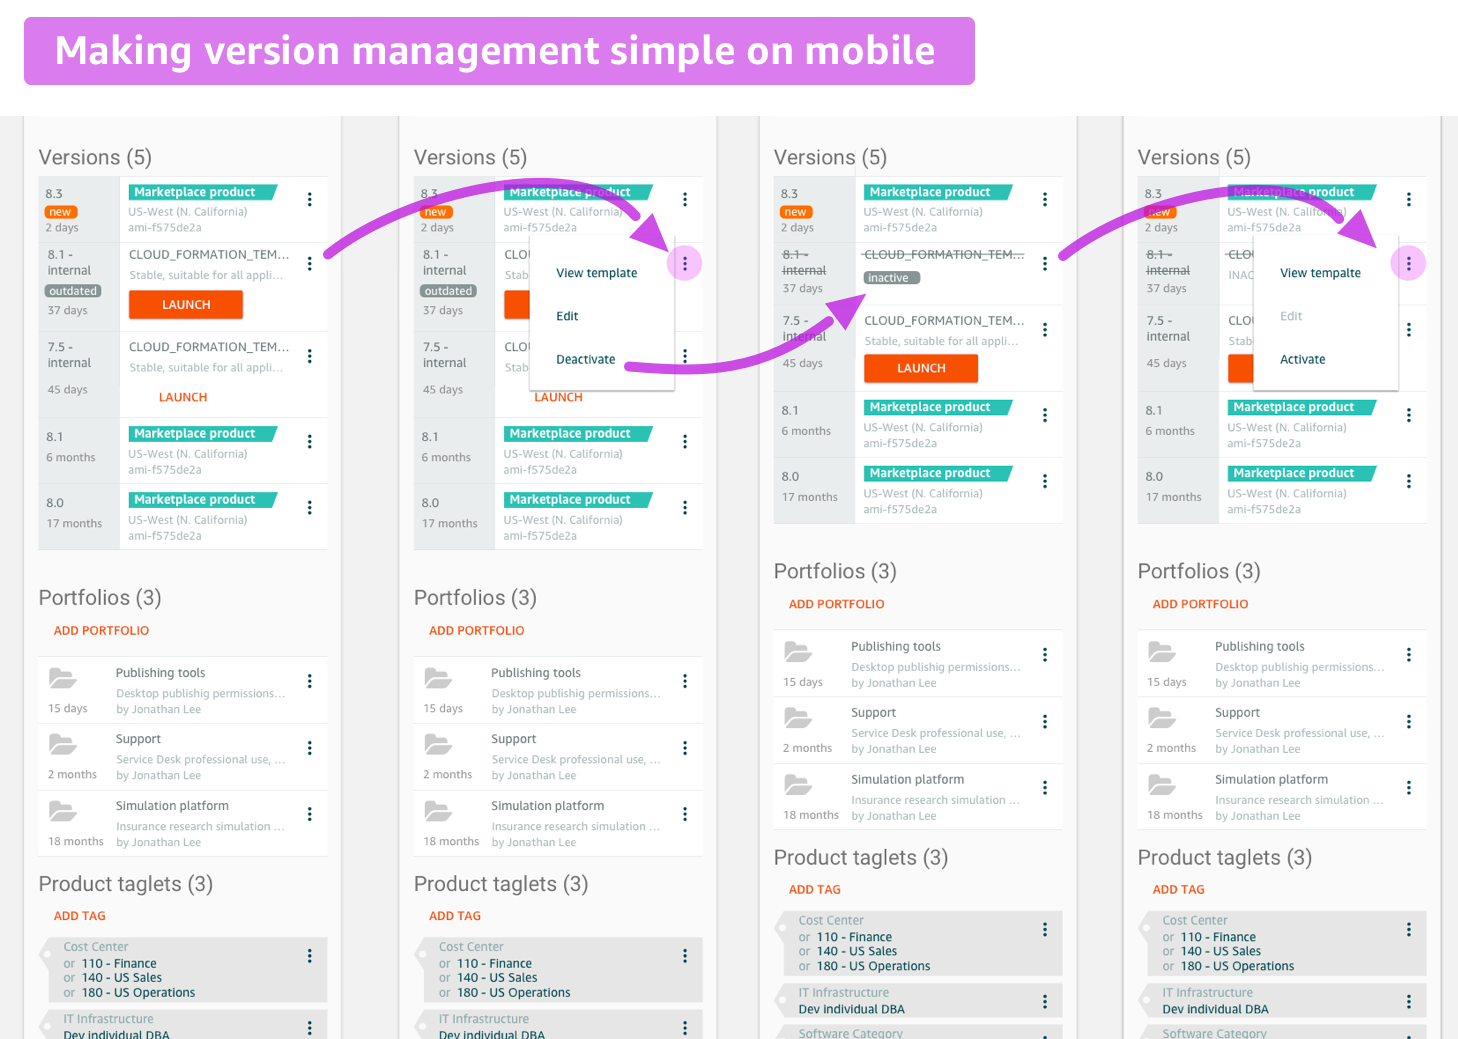 Making version management simple on mobile
Versions (5)
8.3
new
2 days
Marketplace product
US-West (N. California)
ami-f575de2a
8.1 -
internal
outdated
37 days
CLOUD_FORMATION_TEM...
Stable, suitable for all appli...
LAUNCH
7.5 -
internal
45 days
CLOUD_FORMATION_TEM...
Stable, suitable for all appli...
LAUNCH
8.1
6 months
Marketplace product
US-West (N. California)
ami-f575de2a
8.0
17 months
Marketplace product
US-West (N. California)
ami-f575de2a
Portfolios (3)
ADD PORTFOLIO
15 days
Publishing tools
Desktop publishig permissions...
by Jonathan Lee
2 months
Support
Service Desk professional use, ...
by Jonathan Lee
18 months
Simulation platform
Insurance research simulation ...
by Jonathan Lee
Product taglets (3)
ADD TAG
Cost Center
or 110 - Finance
or 140 - US Sales
or 180 - US Operations
IT Infrastructure
Dev individual DBA
Versions (5)
8.3
new
2 days
Marketplace product
US-West (N. California)
ami-f575de2a
8.1 -
internal
outdated
37 days
CLOU
Stab
View template
Edit
Deactivate
7.5 -
internal
45 days
CLOU
Stab
LAUNCH
8.1
6 months
Marketplace product
US-West (N. California)
ami-f575de2a
8.0
17 months
Marketplace product
US-West (N. California)
ami-f575de2a
Portfolios (3)
ADD PORTFOLIO
15 days
Publishing tools
Desktop publishig permissions...
by Jonathan Lee
2 months
Support
Service Desk professional use, ...
by Jonathan Lee
18 months
Simulation platform
Insurance research simulation ...
by Jonathan Lee
Product taglets (3)
ADD TAG
Cost Center
or 110 - Finance
or 140 - US Sales
or 180 - US Operations
IT Infrastructure
Dev individual DBA
Versions (5)
8.3
new
2 days
Marketplace product
US-West (N. California)
ami-f575de2a
8.1 -
internal
37 days
CLOUD_FORMATION_TEM...
inactive
7.5 -
internal
45 days
CLOUD_FORMATION_TEM...
Stable, suitable for all appli...
LAUNCH
8.1
6 months
Marketplace product
US-West (N. California)
ami-f575de2a
8.0
17 months
Marketplace product
US-West (N. California)
ami-f575de2a
Portfolios (3)
ADD PORTFOLIO
15 days
Publishing tools
Desktop publishig permissions...
by Jonathan Lee
2 months
Support
Service Desk professional use, ...
by Jonathan Lee
18 months
Simulation platform
Insurance research simulation ...
by Jonathan Lee
Product taglets (3)
ADD TAG
Cost Center
or 110 - Finance
or 140 - US Sales
or 180 - US Operations
IT Infrastructure
Dev individual DBA
Software Category
Versions (5)
8.3
new
2 days
Marketplace product
US-West (N. California)
ami-f575de2a
8.1 -
internal
37 days
CLOU
INAC
View tempalte
Edit
Activate
7.5 -
internal
45 days
CLOU
Stab
8.1
6 months
Marketplace product
US-West (N. California)
ami-f575de2a
8.0
17 months
Marketplace product
US-West (N. California)
ami-f575de2a
Portfolios (3)
ADD PORTFOLIO
15 days
Publishing tools
Desktop publishig permissions...
by Jonathan Lee
2 months
Support
Service Desk professional use, ...
by Jonathan Lee
18 months
Simulation platform
Insurance research simulation ...
by Jonathan Lee
Product taglets (3)
ADD TAG
Cost Center
or 110 - Finance
or 140 - US Sales
or 180 - US Operations
IT Infrastructure
Dev individual DBA
Software Category